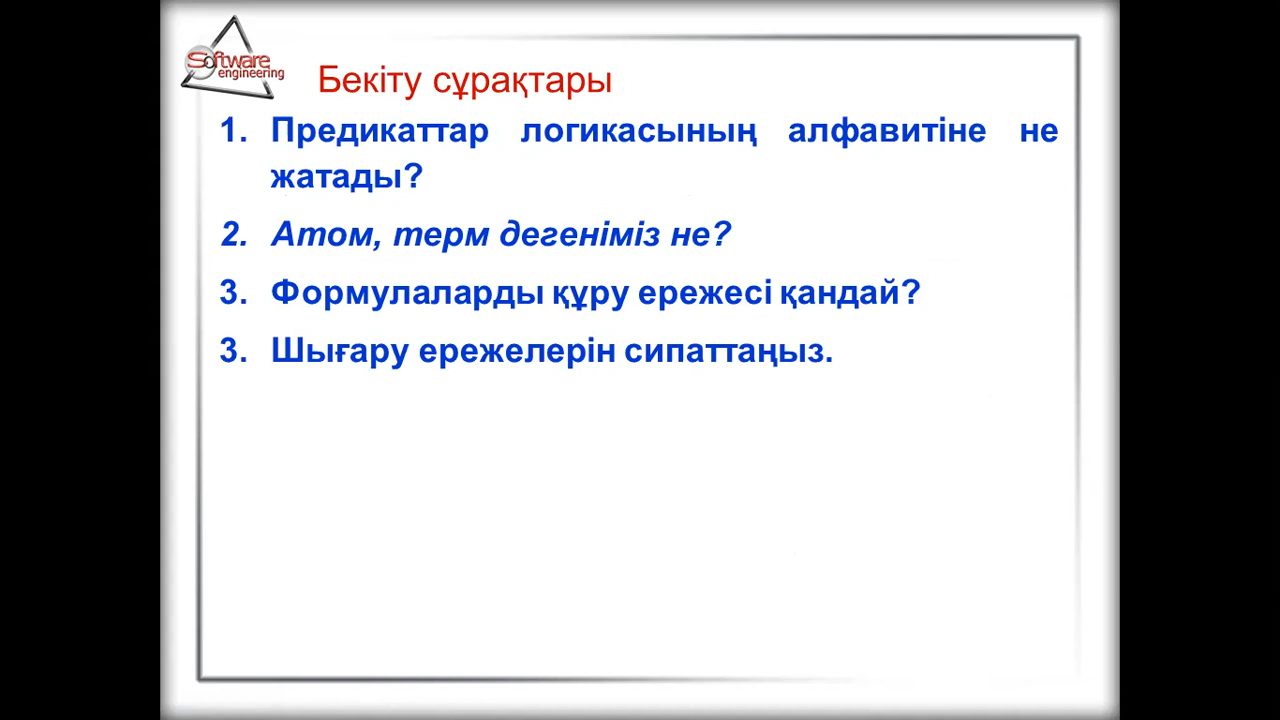 Software
engineering
Бекіту сұрақтары
1. Предикаттар логикасының алфавитіне не
жатады?
2. Атом, терм дегеніміз не?
3. Формулаларды құру ережесі қандай?
3. Шығару ережелерін сипаттаңыз.